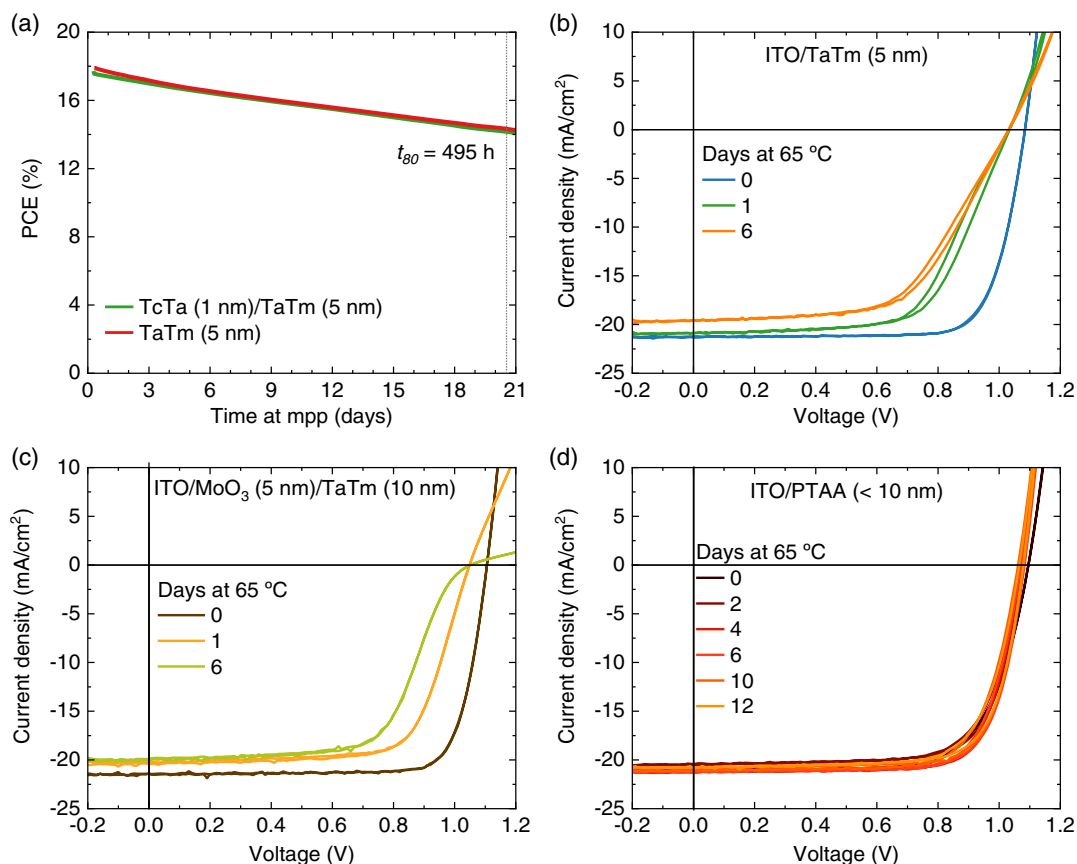 (a)
20
16
12
8
4
0
PCE (%)
t80 = 495 h
TcTa (1 nm)/TaTm (5 nm)
TaTm (5 nm)
0 3 6 9 12 15 18 21
Time at mpp (days)
(b)
10
5
0
-5
-10
-15
-20
-25
Current density (mA/cm2)
ITO/TaTm (5 nm)
Days at 65 ºC
0
1
6
-0.2 0.0 0.2 0.4 0.6 0.8 1.0 1.2
Voltage (V)
(c)
10
5
0
-5
-10
-15
-20
-25
Current density (mA/cm2)
ITO/MoO3 (5 nm)/TaTm (10 nm)
Days at 65 ºC
0
1
6
-0.2 0.0 0.2 0.4 0.6 0.8 1.0 1.2
Voltage (V)
(d)
10
5
0
-5
-10
-15
-20
-25
Current density (mA/cm2)
ITO/PTAA (< 10 nm)
Days at 65 ºC
0
2
4
6
10
12
-0.2 0.0 0.2 0.4 0.6 0.8 1.0 1.2
Voltage (V)